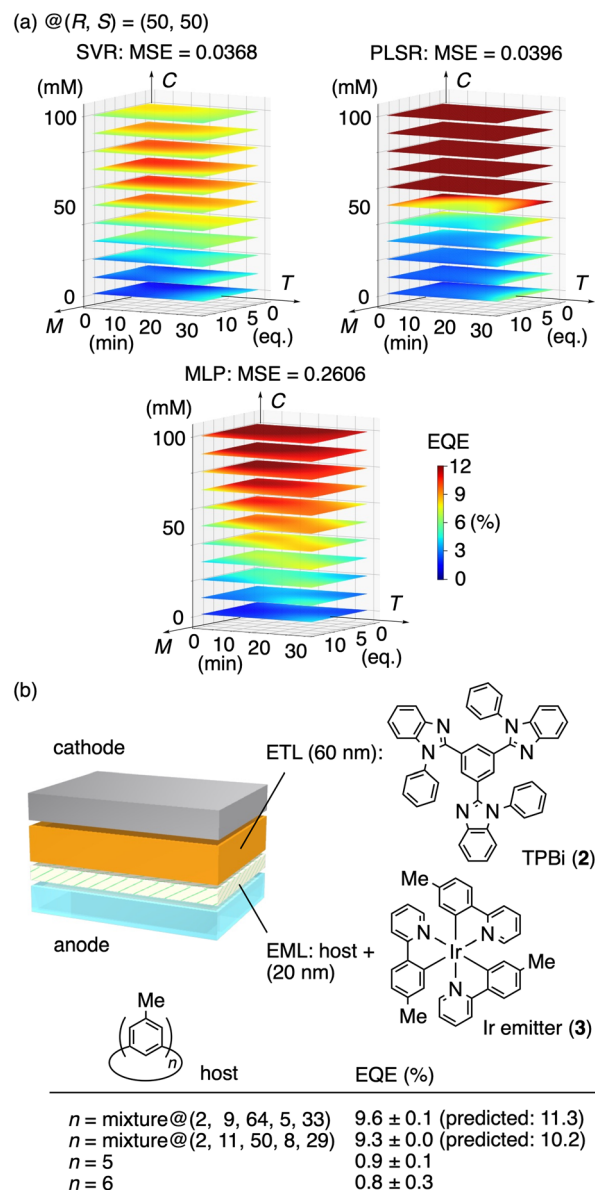 (a) @(R, S) = (50, 50)
SVR: MSE = 0.0368
PLSR: MSE = 0.0396
(mM)
C
100
50
0
T
M
0
10
20
30
(min)
10
5
0
(eq.)
(mM)
C
100
50
0
T
M
0
10
20
30
(min)
10
5
0
(eq.)
MLP: MSE = 0.2606
(mM)
C
100
50
0
T
M
0
10
20
30
(min)
10
5
0
(eq.)
EQE
12
9
6 (%)
3
0
(b)
cathode
anode
ETL (60 nm):
N
N
N
N
N
N
TPBi (2)
EML: host +
(20 nm)
Me
N
N
Ir
Me
N
Me
Ir emitter (3)
Me
n
host
EQE (%)
n = mixture@(2, 9, 64, 5, 33) 9.6 ± 0.1 (predicted: 11.3)
n = mixture@(2, 11, 50, 8, 29) 9.3 ± 0.0 (predicted: 10.2)
n = 5 0.9 ± 0.1
n = 6 0.8 ± 0.3